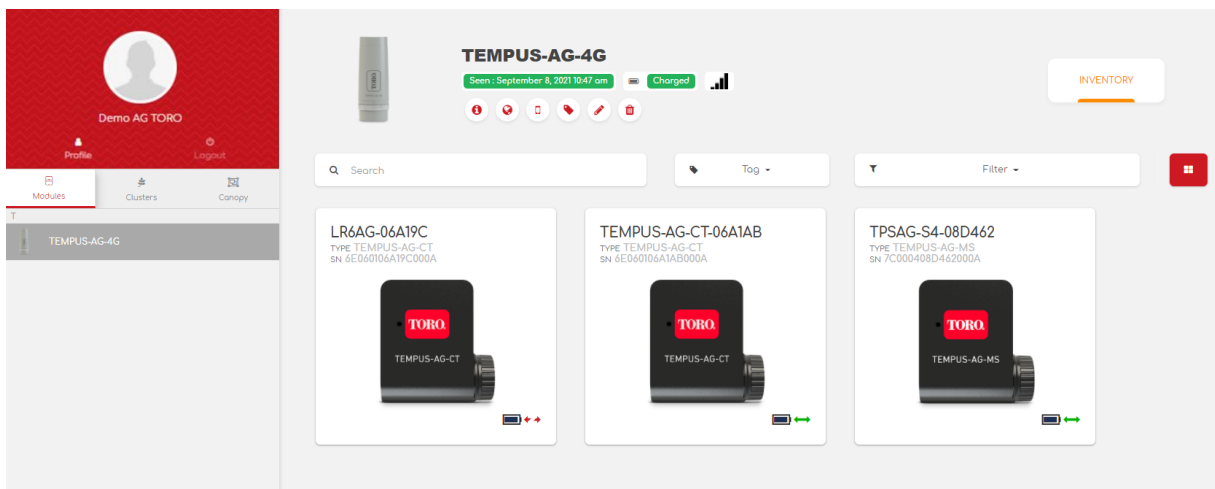 Demo AG TORO
Profile
Logout
Modules
Clusters
Canopy
T
TEMPUS-AG-4G
TORO
TEMPUS-AG-4G
Seen : September 8, 2021 10:47 am
Charged
INVENTORY
Search
Tag
Filter
LR6AG-06A19C
TYPE TEMPUS-AG-CT
SN 6E060106A19C000A
TORO.
TEMPUS-AG-CT
TEMPUS-AG-CT-06A1AB
TYPE TEMPUS-AG-CT
SN 6E060106A1AB000A
TORO.
TEMPUS-AG-CT
TPSAG-S4-08D462
TYPE TEMPUS-AG-MS
SN 7C000408D462000A
TORO.
TEMPUS-AG-MS